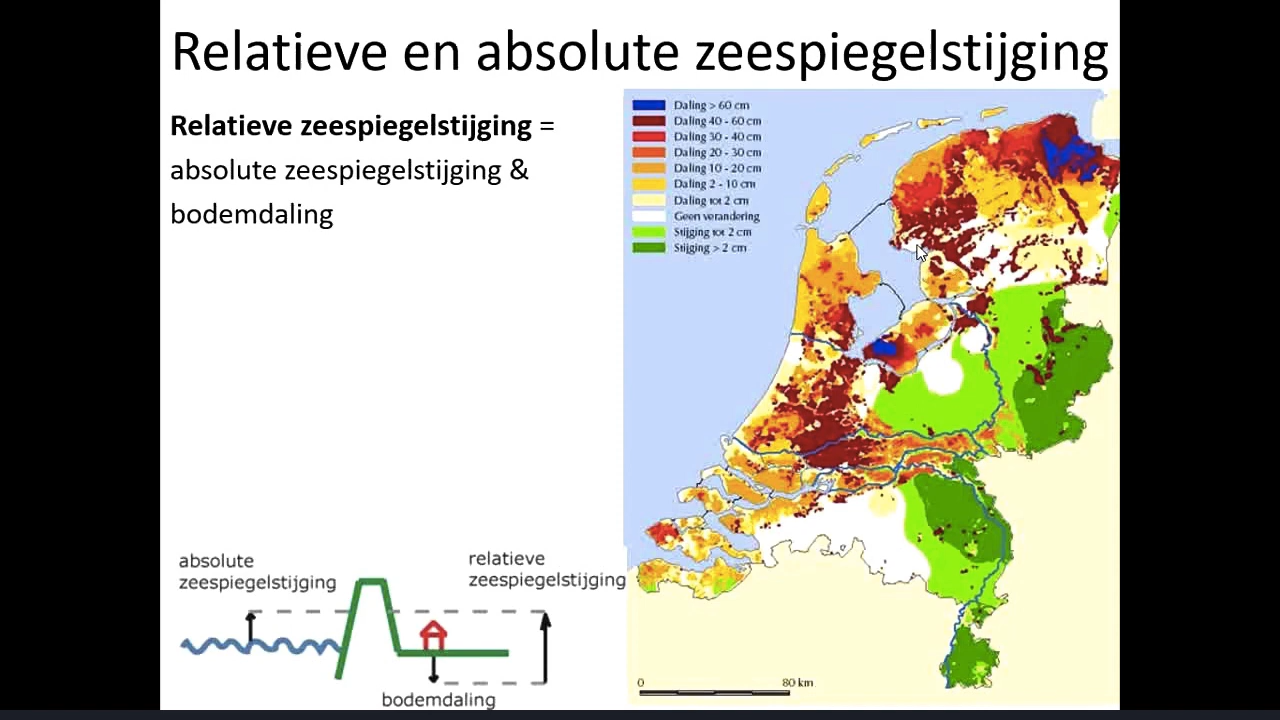 Relatieve en absolute zeespiegelstijging
Relatieve zeespiegelstijging =
absolute zeespiegelstijging &
bodemdaling
Daling > 60 cm
Daling 40 - 60 cm
Daling 30 - 40 cm
Daling 20 - 30 cm
Daling 10 - 20 cm
Daling 2 - 10 cm
Daling tot 2 cm
Geen verandering
Stijging tot 2 cm
Stijging > 2 cm
absolute
zeespiegelstijging
relatieve
zeespiegelstijging
bodemdaling
0 80 km